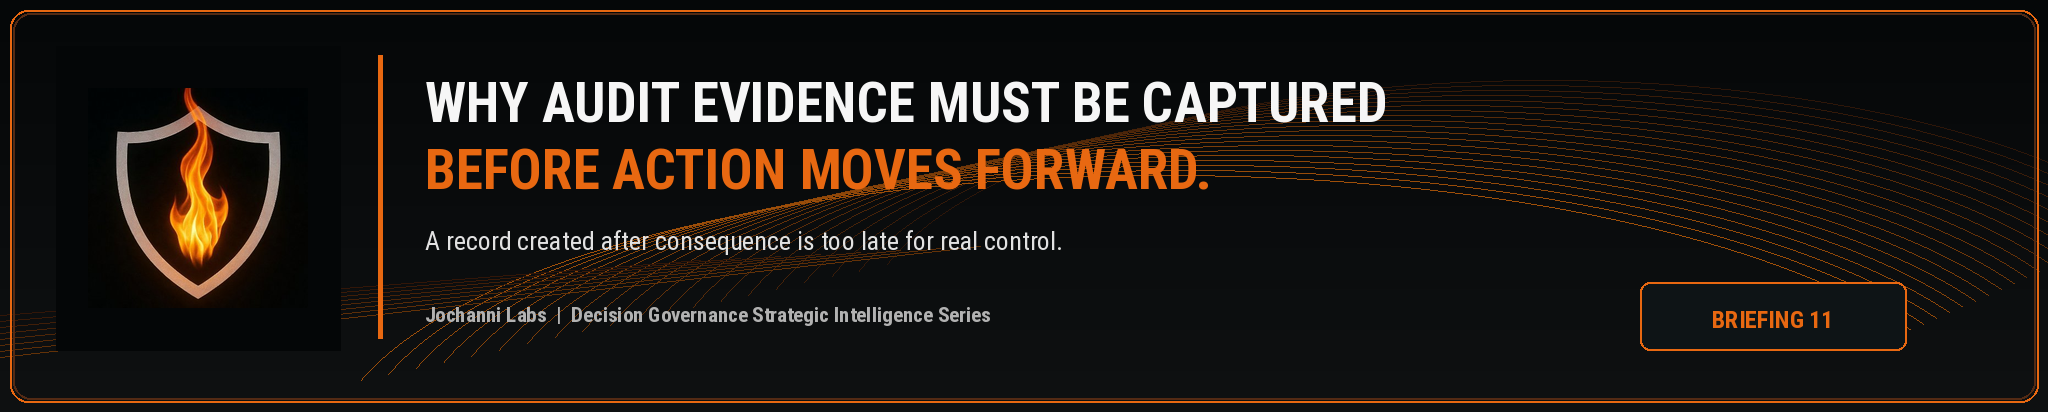 WHY AUDIT EVIDENCE MUST BE CAPTURED
BEFORE ACTION MOVES FORWARD.
A record created after consequence is too late for real control.
Jochanni Labs | Decision Governance Strategic Intelligence Series
BRIEFING 11